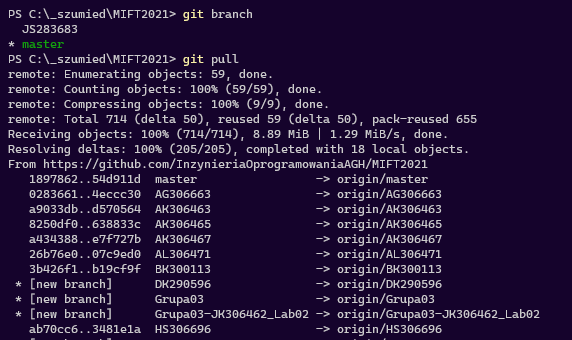 PS C:\_szumied\MIFT2021> git branch
  JS283683
* master
PS C:\_szumied\MIFT2021> git pull
remote: Enumerating objects: 59, done.
remote: Counting objects: 100% (59/59), done.
remote: Compressing objects: 100% (9/9), done.
remote: Total 714 (delta 50), reused 59 (delta 50), pack-reused 655
Receiving objects: 100% (714/714), 8.89 MiB | 1.29 MiB/s, done.
Resolving deltas: 100% (205/205), completed with 18 local objects.
From https://github.com/InzynieriaOprogramowaniaAGH/MIFT2021
   1897862..54d911d  master                 -> origin/master
   0283661..4eccc30  AG306663               -> origin/AG306663
   a9033db..d570564  AK306463               -> origin/AK306463
   8250df0..638833c  AK306465               -> origin/AK306465
   a434388..e7f727b  AK306467               -> origin/AK306467
   26b76e0..07c9ed0  AL306471               -> origin/AL306471
   3b426f1..b19cf9f  BK300113               -> origin/BK300113
 * [new branch]      DK290596               -> origin/DK290596
 * [new branch]      Grupa03                -> origin/Grupa03
 * [new branch]      Grupa03-JK306462_Lab02 -> origin/Grupa03-JK306462_Lab02
   ab70cc6..3481e1a  HS306696               -> origin/HS306696